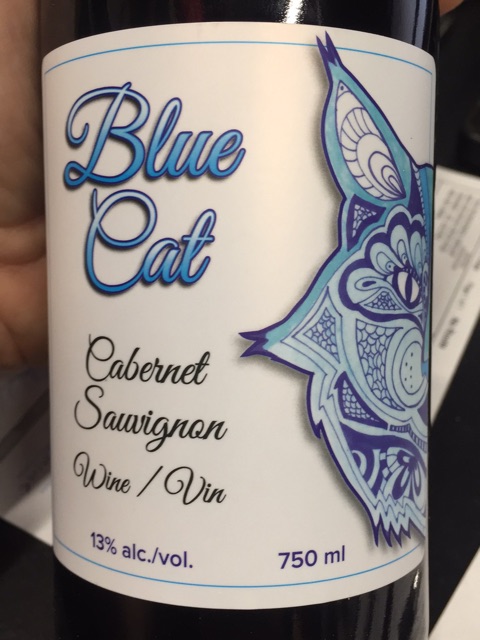 Blue
Cat
Cabernet
Sauvignon
Wine / Vin
13% alc./vol.
750 ml